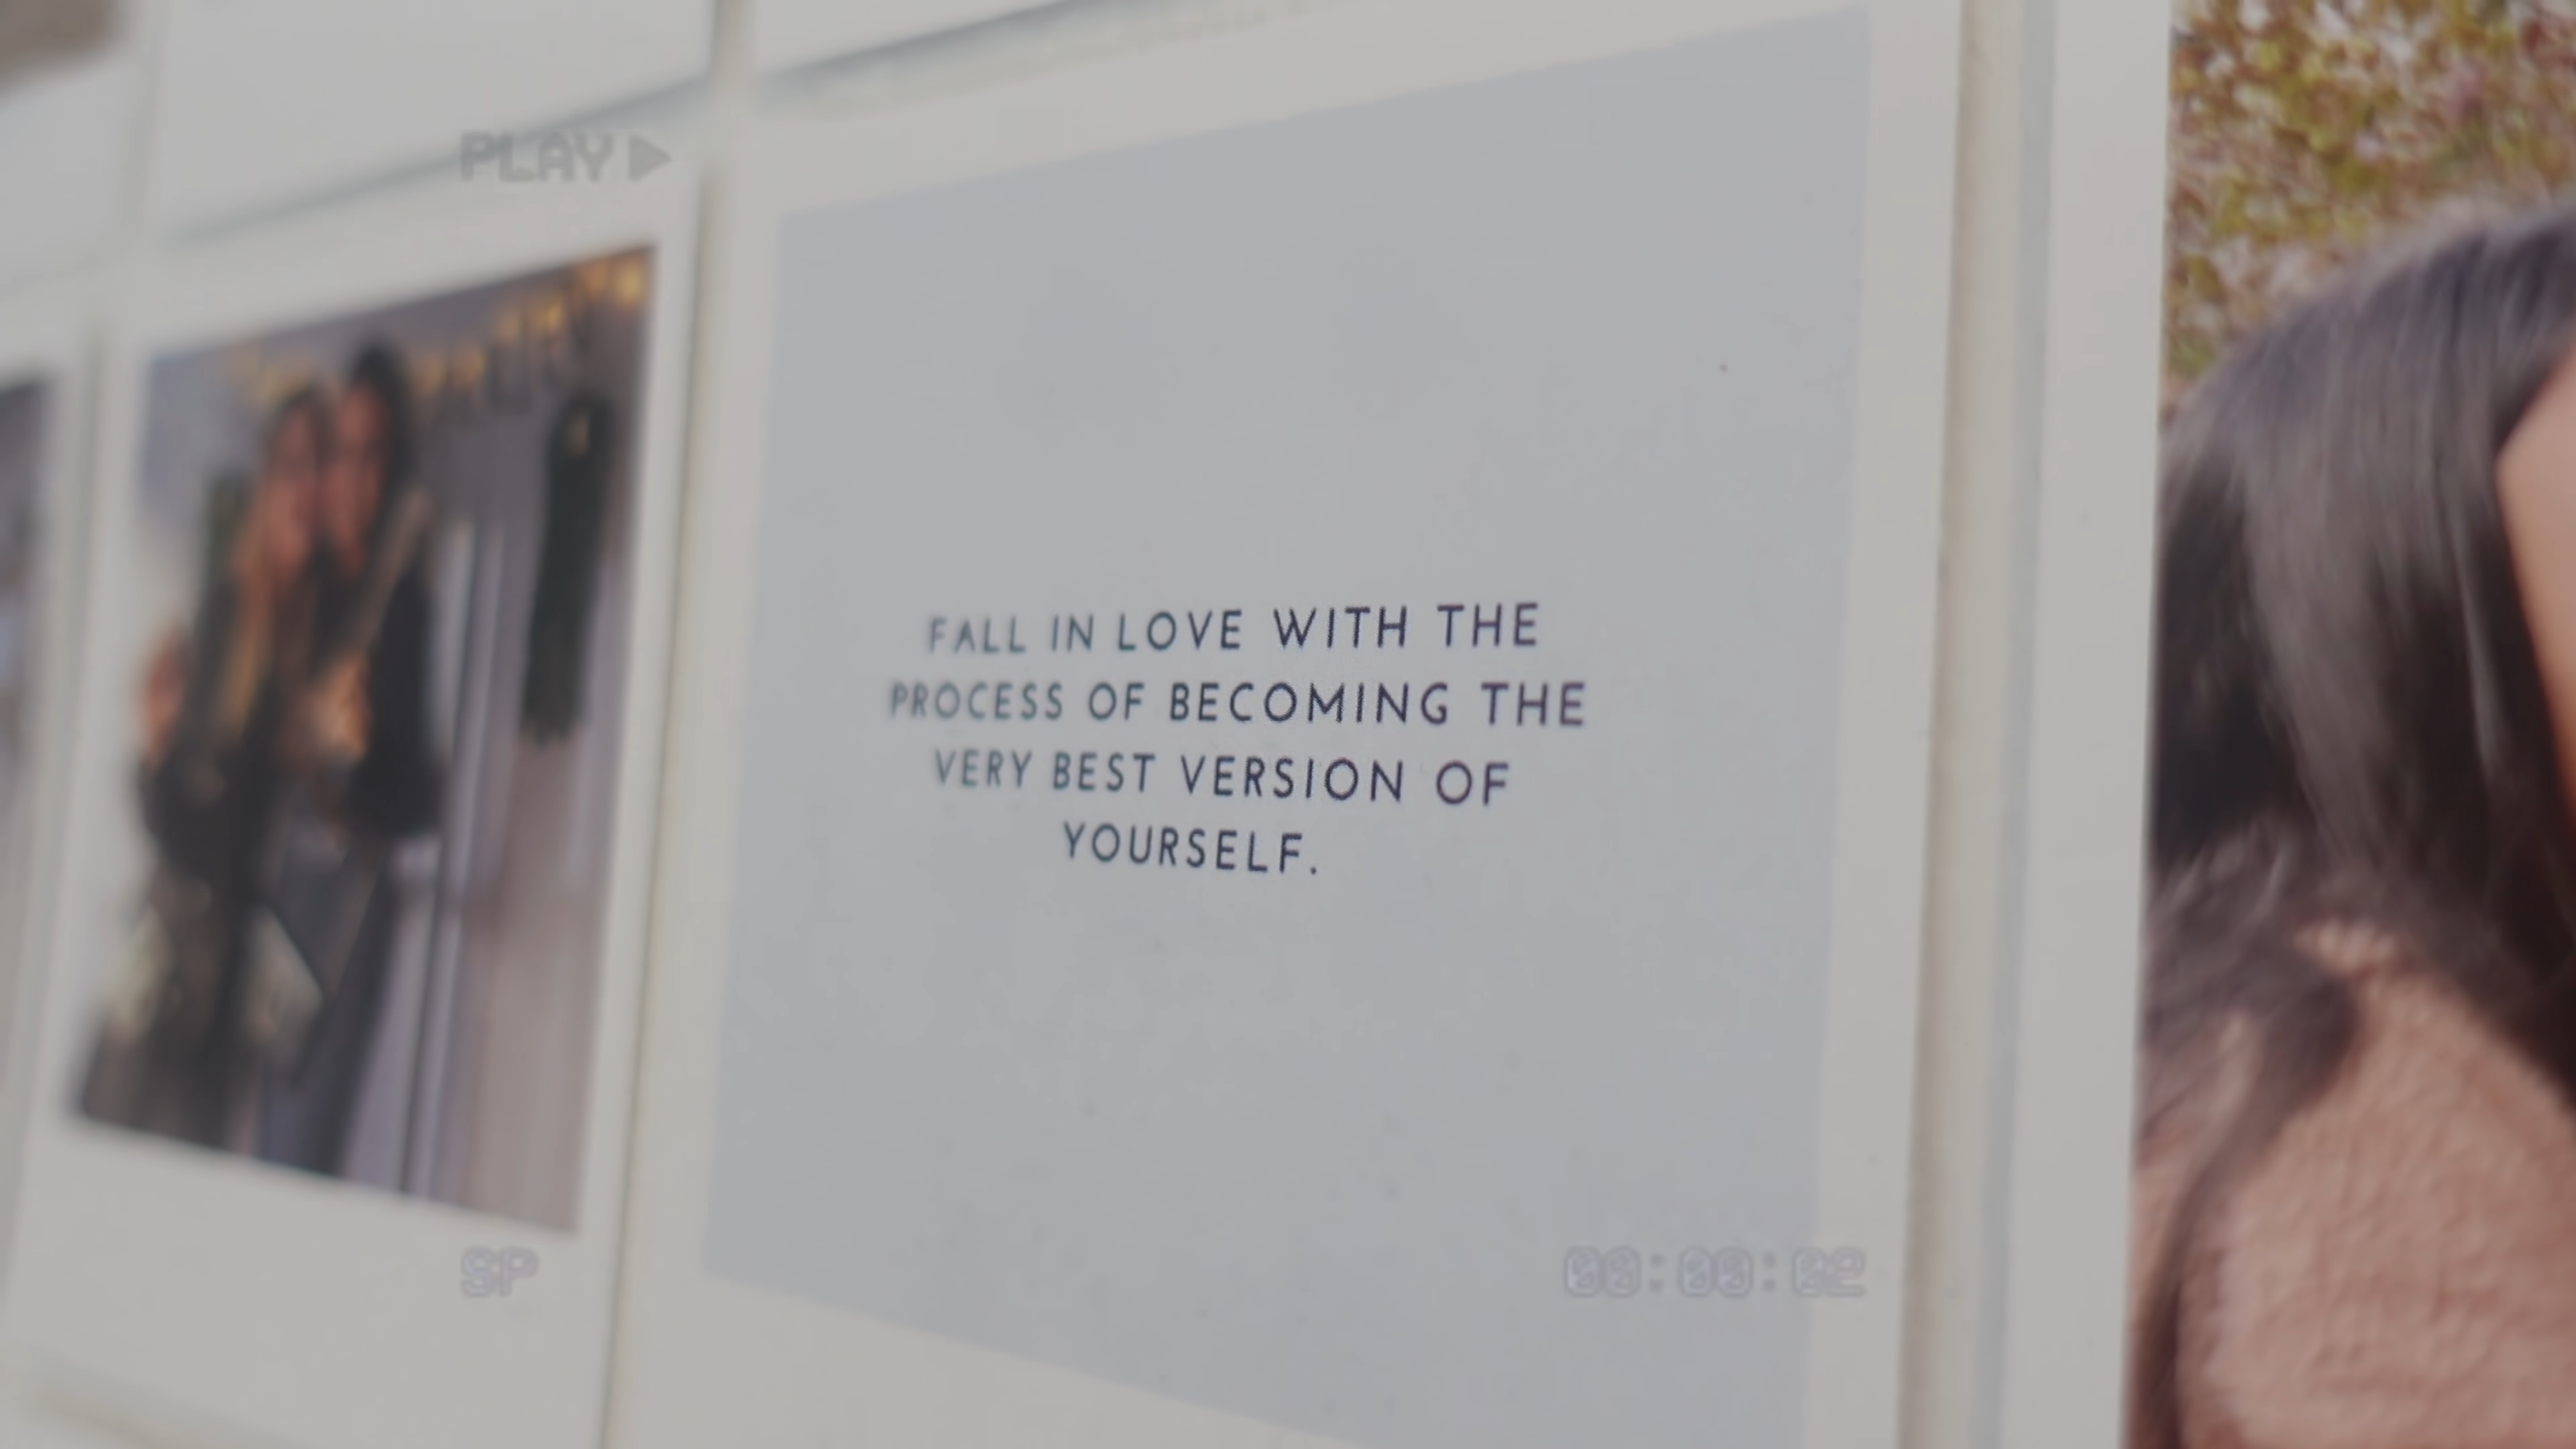 PLAY
FALL IN LOVE WITH THE
PROCESS OF BECOMING THE
VERY BEST VERSION OF
YOURSELF.
SP
00:00:02